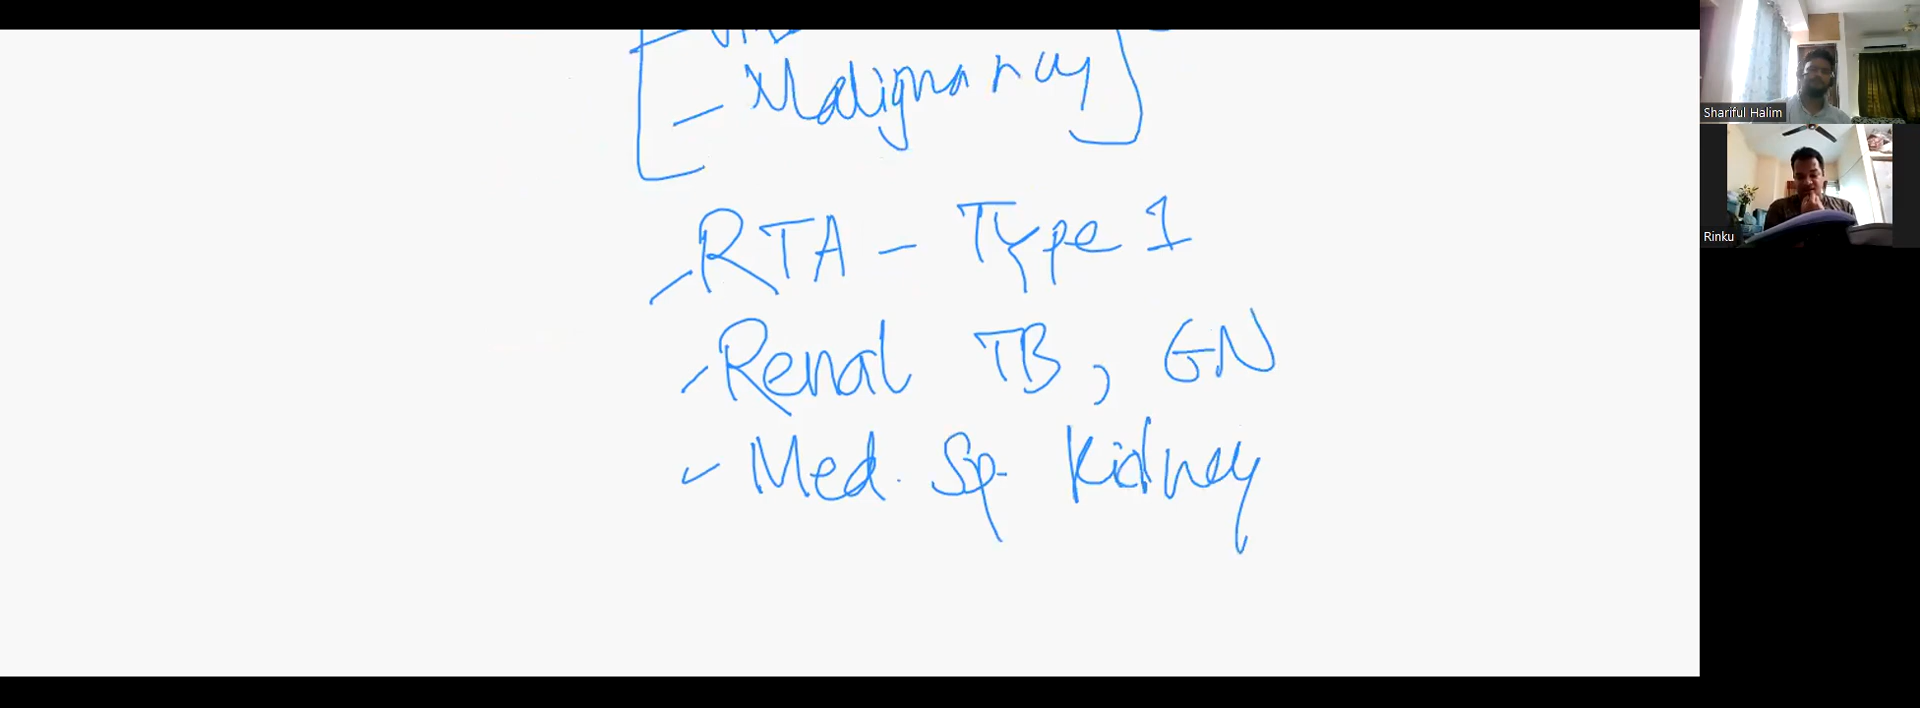 - Malignancy
- RTA - Type 1
- Renal TB, GN
- Med. Sp. Kidney
Shariful Halim
Rinku